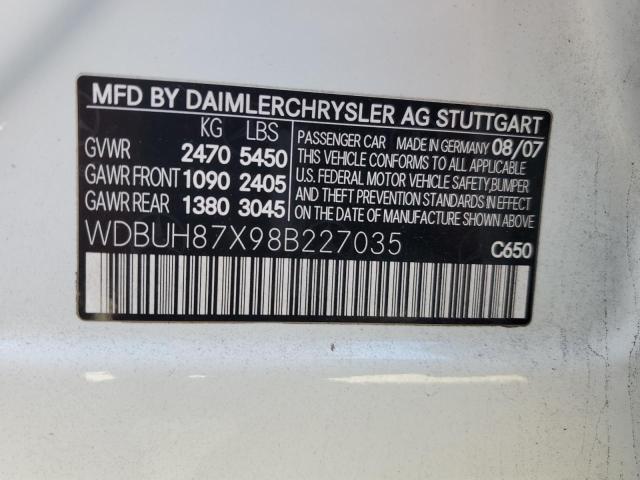 MFD BY DAIMLERCHRYSLER AG STUTTGART
KG LBS
GVWR 2470 5450
GAWR FRONT 1090 2405
GAWR REAR 1380 3045
PASSENGER CAR MADE IN GERMANY 08/07
THIS VEHICLE CONFORMS TO ALL APPLICABLE
U.S. FEDERAL MOTOR VEHICLE SAFETY, BUMPER
AND THEFT PREVENTION STANDARDS IN
EFFECT ON THE DATE OF MANUFACTURE
SHOWN ABOVE.
WDBUH87X98B227035
C650